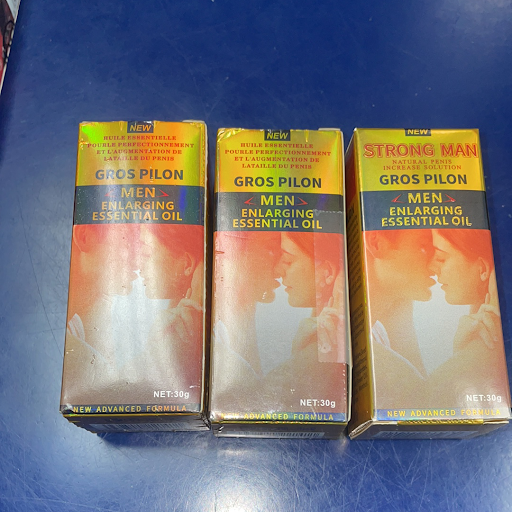 NEW
HUILE ESSENTIELLE
POUBLE PERFECTIONNEMENT
ET L'AUGMENTATION DE
LATAILLE DU PENIS
GROS PILON
MEN
ENLARGING
ESSENTIAL OIL
NET:30g
NEW ADVANCED FORMULA
NEW
HUILE ESSENTIELLE
POUBLE PERFECTIONNEMENT
ET L'AUGMENTATION DE
LATAILLE DU PENIS
GROS PILON
MEN
ENLARGING
ESSENTIAL OIL
NET:30g
NEW ADVANCED FORMULA
NEW
STRONG MAN
NATURAL PENIS
INCREASE SOLUTION
GROS PILON
MEN
ENLARGING
ESSENTIAL OIL
NET:30g
NEW ADVANCED FORMULA